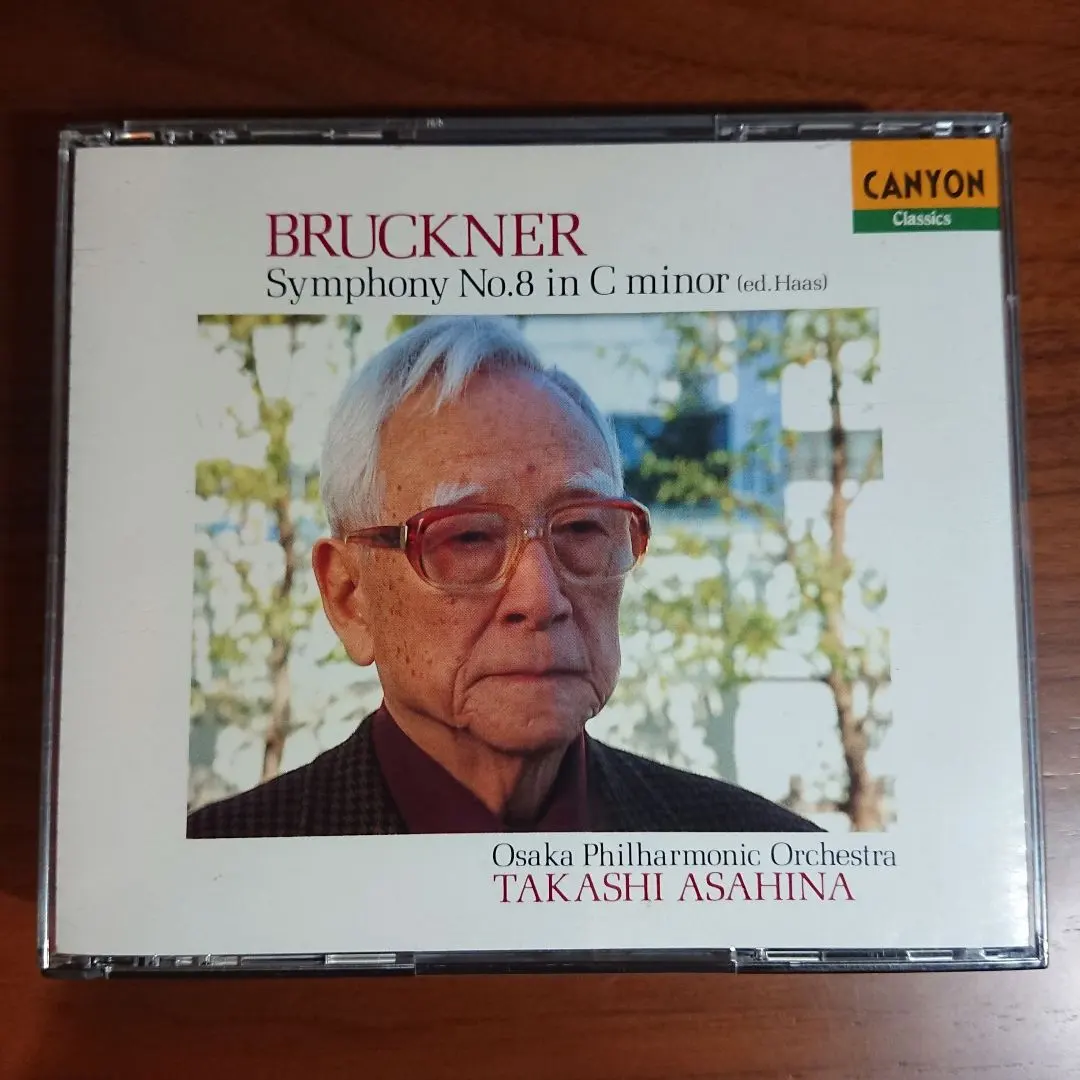 CANYON
Classics
BRUCKNER
Symphony No.8 in C minor (ed.Haas)
Osaka Philharmonic Orchestra
TAKASHI ASAHINA